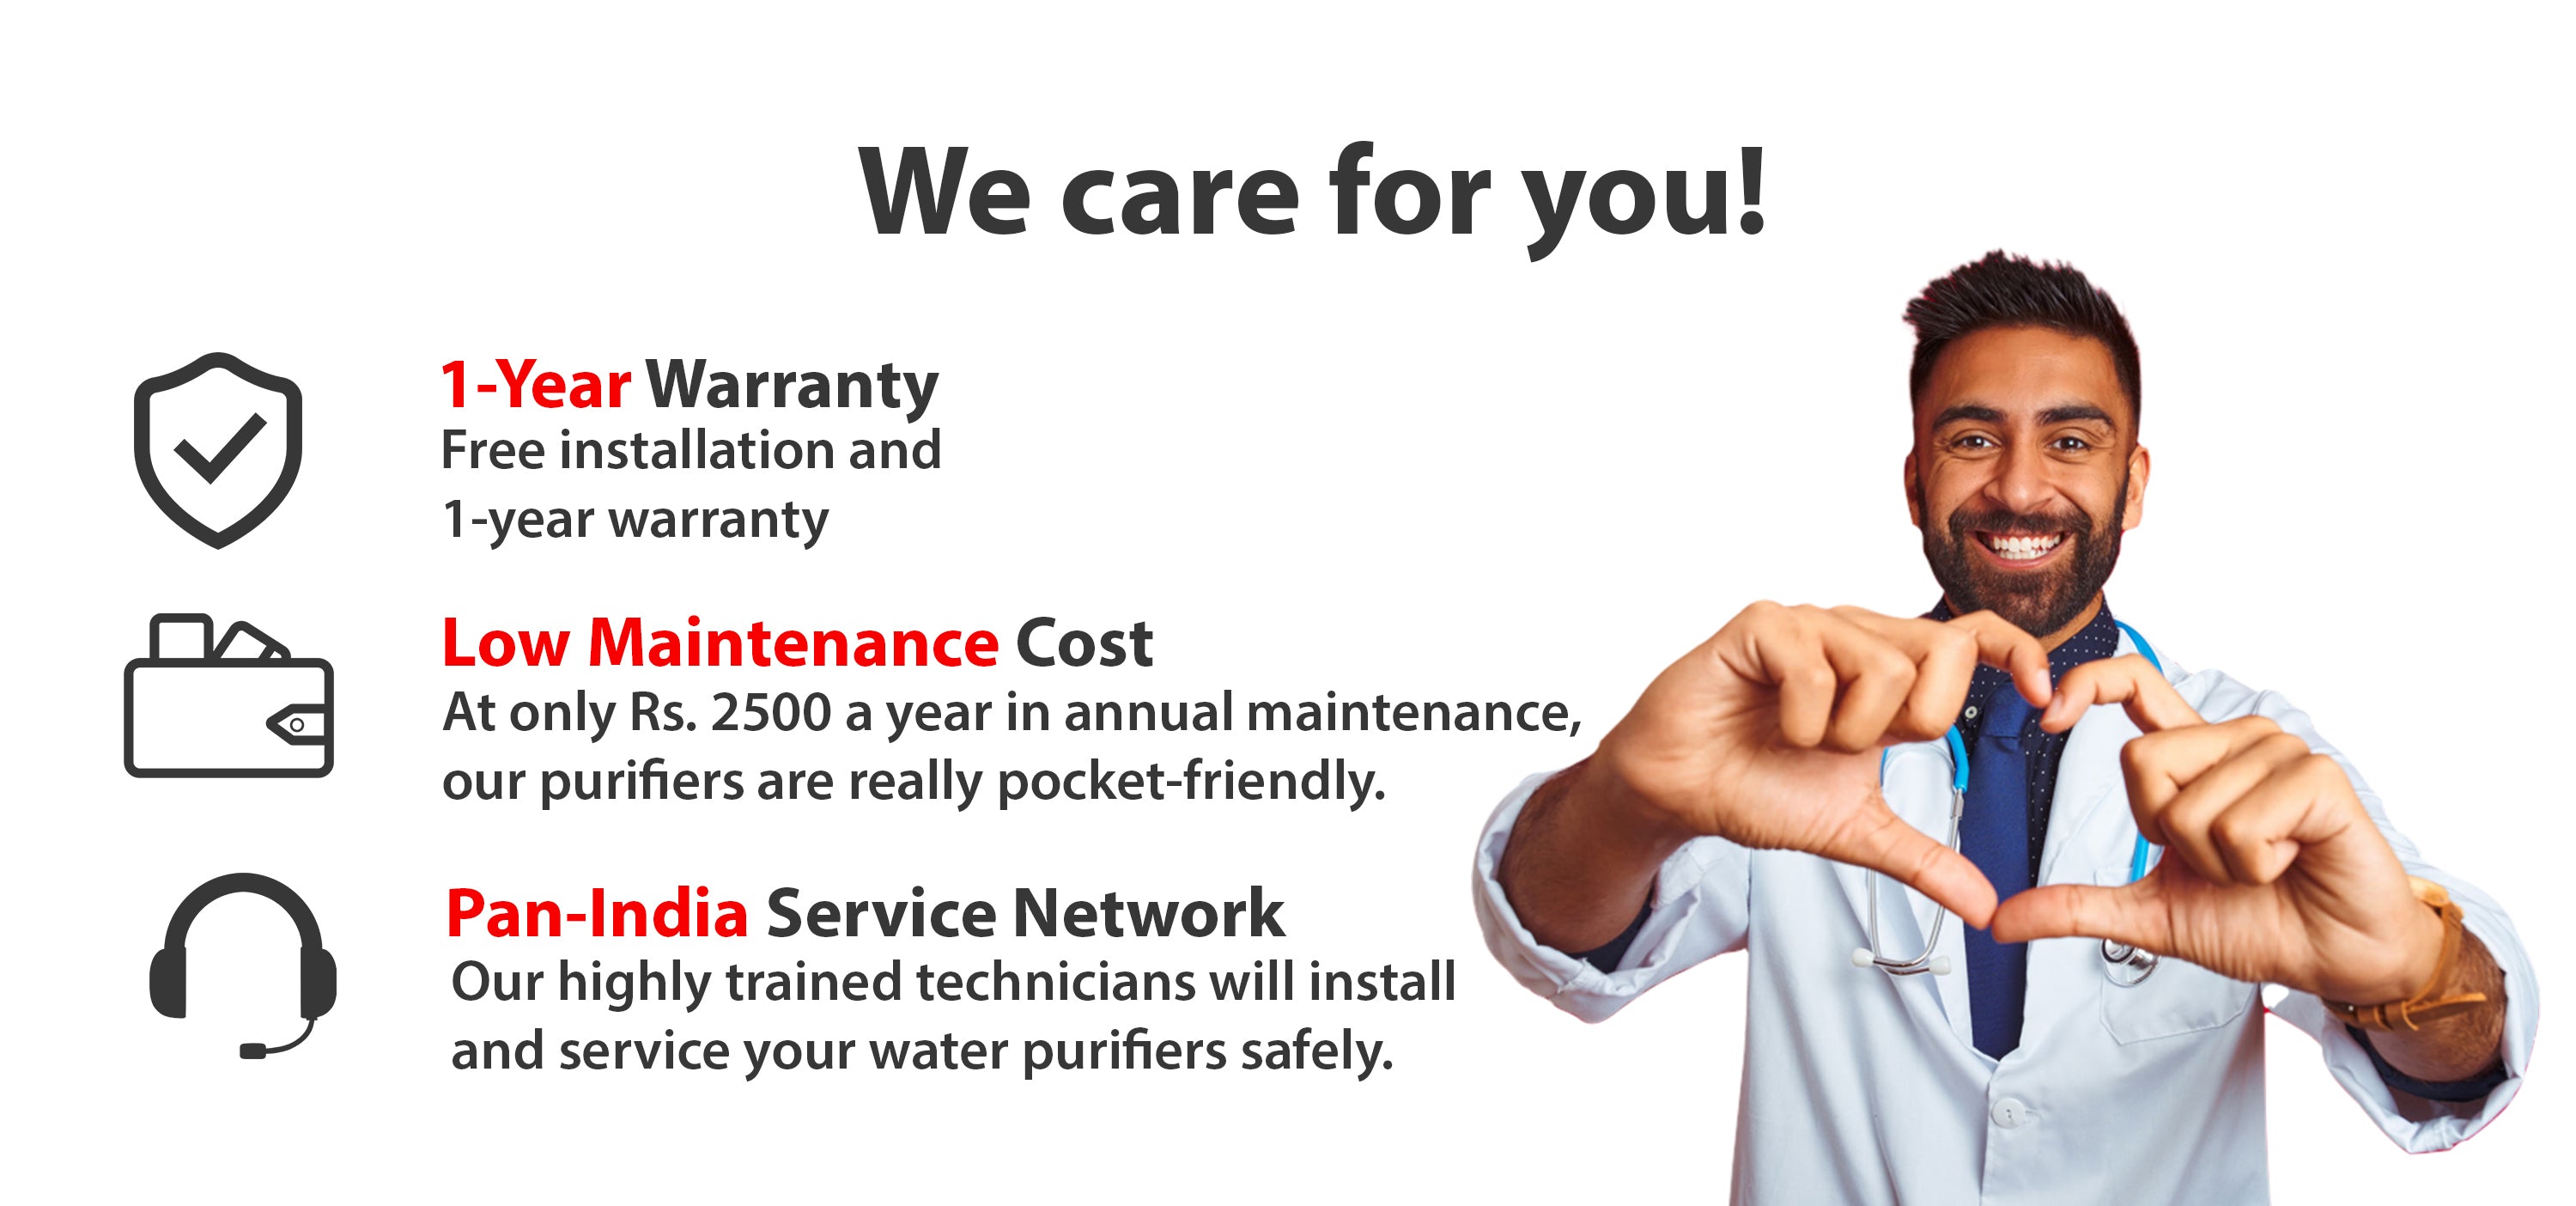 We care for you!
1-Year Warranty
Free installation and
1-year warranty
Low Maintenance Cost
At only Rs. 2500 a year in annual maintenance,
our purifiers are really pocket-friendly.
Pan-India Service Network
Our highly trained technicians will install
and service your water purifiers safely.